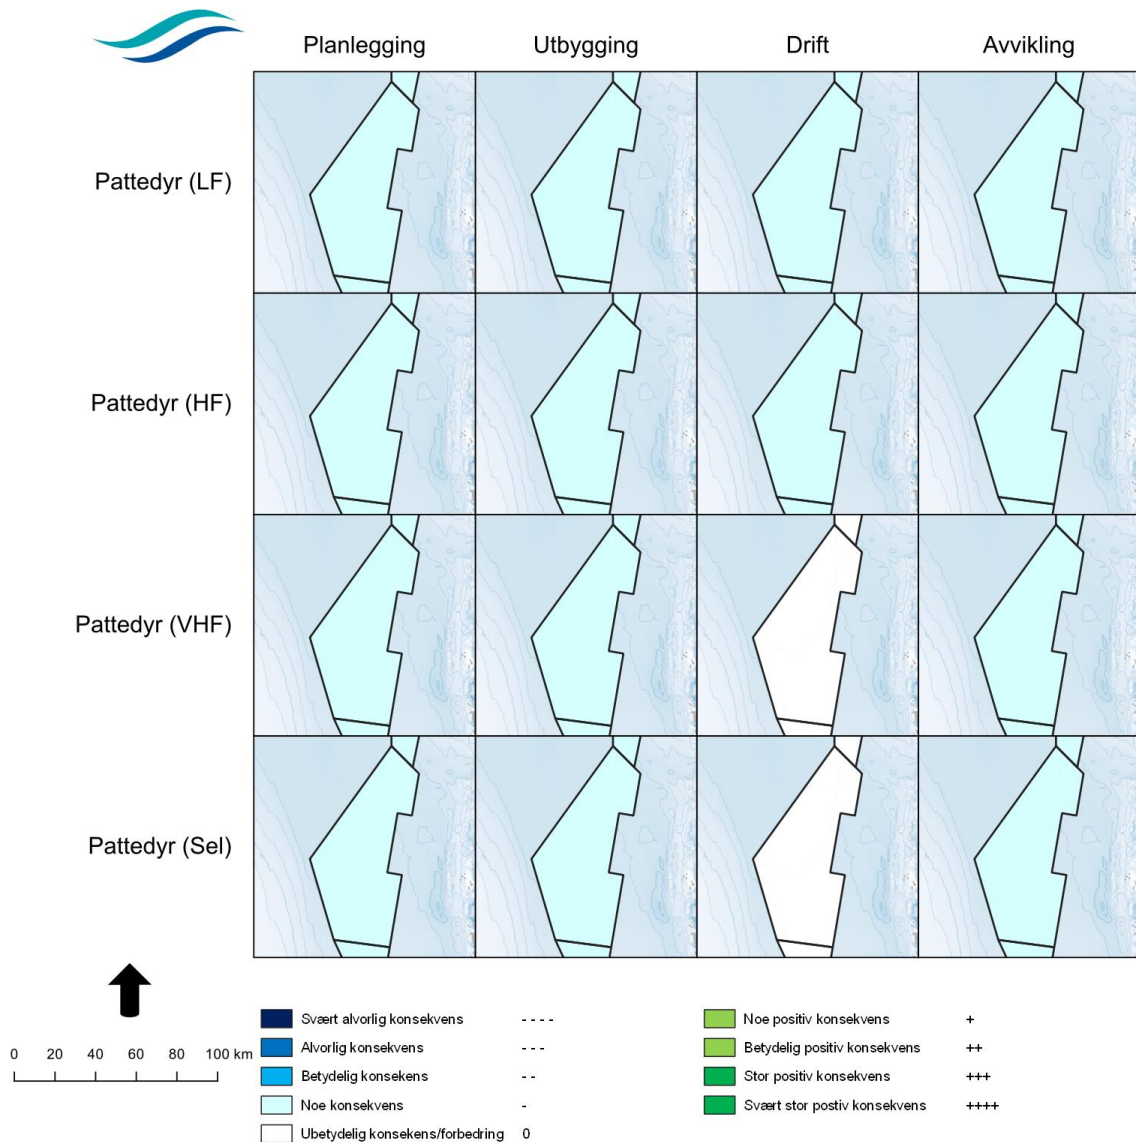 Planlegging Utbygging Drift Avvikling
Pattedyr (LF)
Pattedyr (HF)
Pattedyr (VHF)
Pattedyr (Sel)
0 20 40 60 80 100 km
Svært alvorlig konsekvens - - - -
Alvorlig konsekvens - - -
Betydelig konsekens - -
Noe konsekvens -
Ubetydelig konsekens/forbedring 0
Noe positiv konsekvens +
Betydelig positiv konsekvens ++
Stor positiv konsekvens +++
Svært stor postiv konsekvens ++++